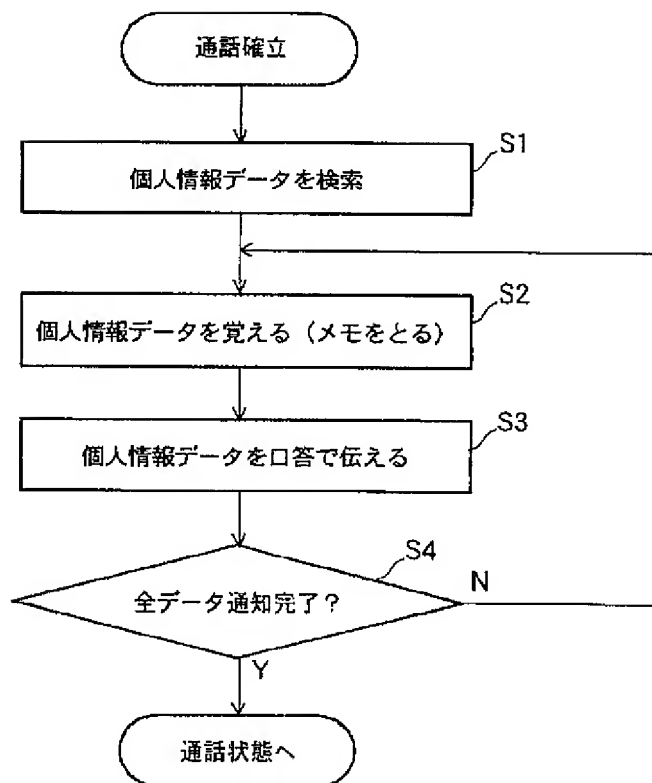 通話確立
S1
個人情報データを検索
S2
個人情報データを覚える（メモをとる）
S3
個人情報データを口答で伝える
S4
全データ通知完了？
N
Y
通話状態へ